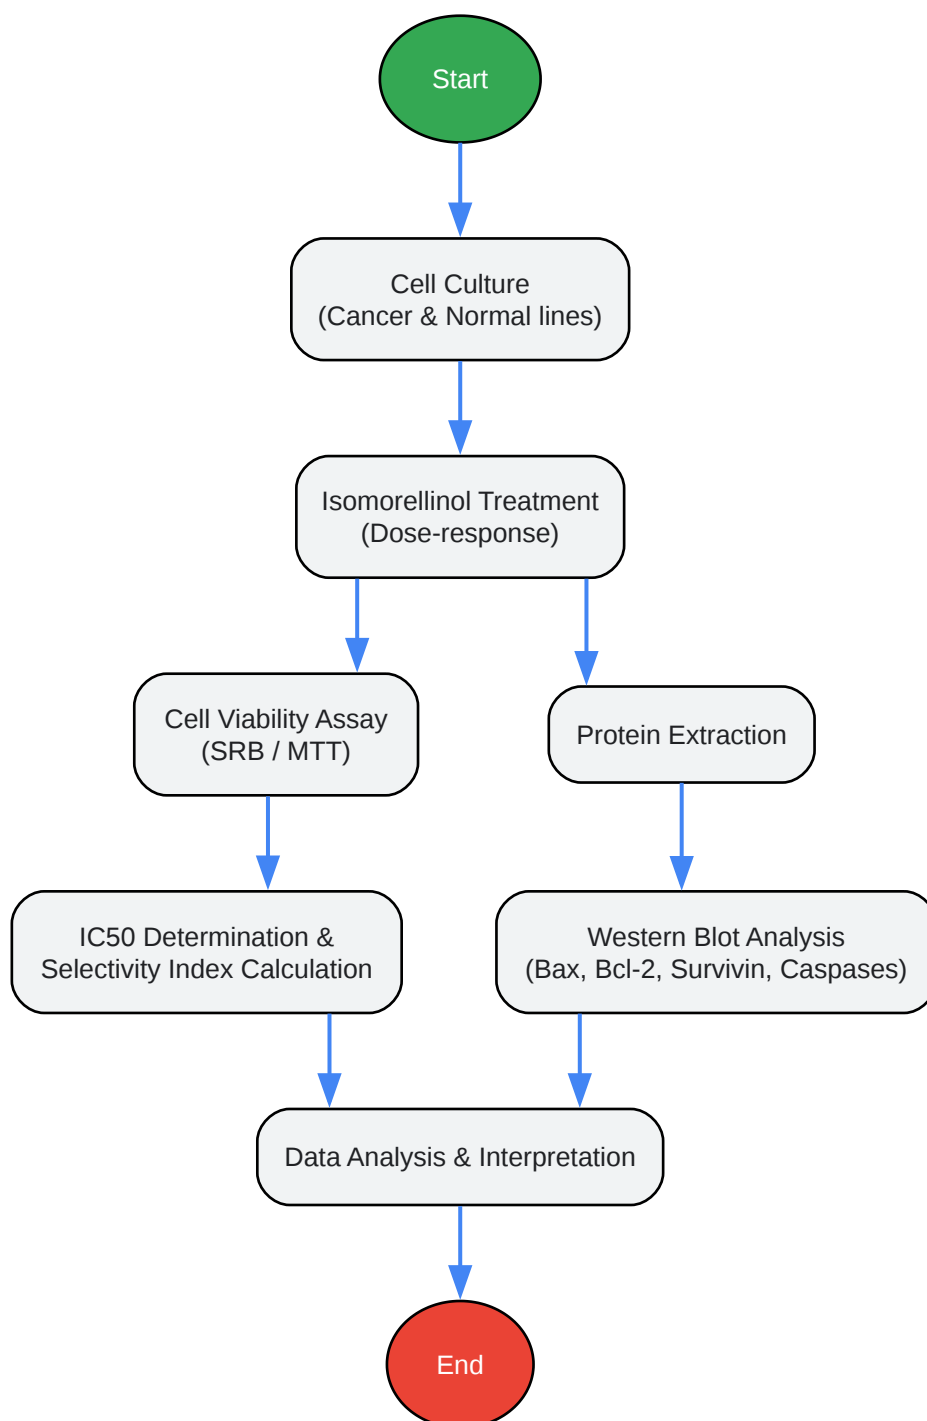 Start
Cell Culture
(Cancer & Normal lines)
Isomorellinol Treatment
(Dose-response)
Cell Viability Assay
(SRB / MTT)
Protein Extraction
IC50 Determination &
Selectivity Index Calculation
Western Blot Analysis
(Bax, Bcl-2, Survivin, Caspases)
Data Analysis & Interpretation
End